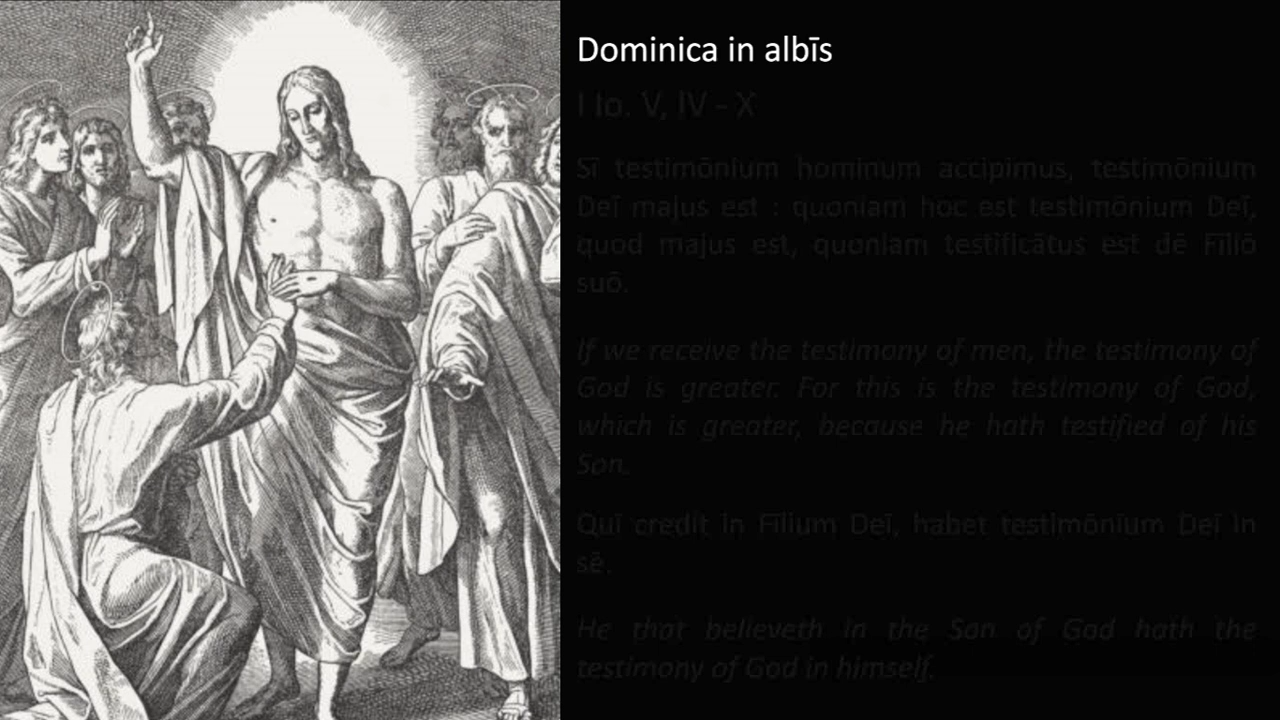 Dominica in albīs
I Io. V, IV - X
Sī testimōnium hominum accipimus, testimōnium
Deī majus est : quoniam hoc est testimōnium Deī,
quod majus est, quoniam testificātus est dē Fīliō
suō.
If we receive the testimony of men, the testimony of
God is greater. For this is the testimony of God,
which is greater, because he hath testified of his
Son.
Quī credit in Fīlium Deī, habet testimōnium Deī in
sē.
He that believeth in the Son of God hath the
testimony of God in himself.